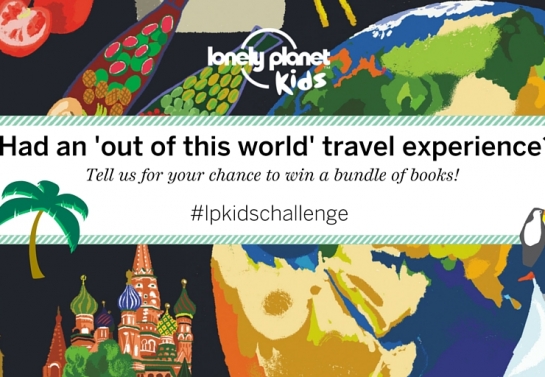 lonely planet
kids
Had an 'out of this world' travel experience?
Tell us for your chance to win a bundle of books!
#lpkidschallenge